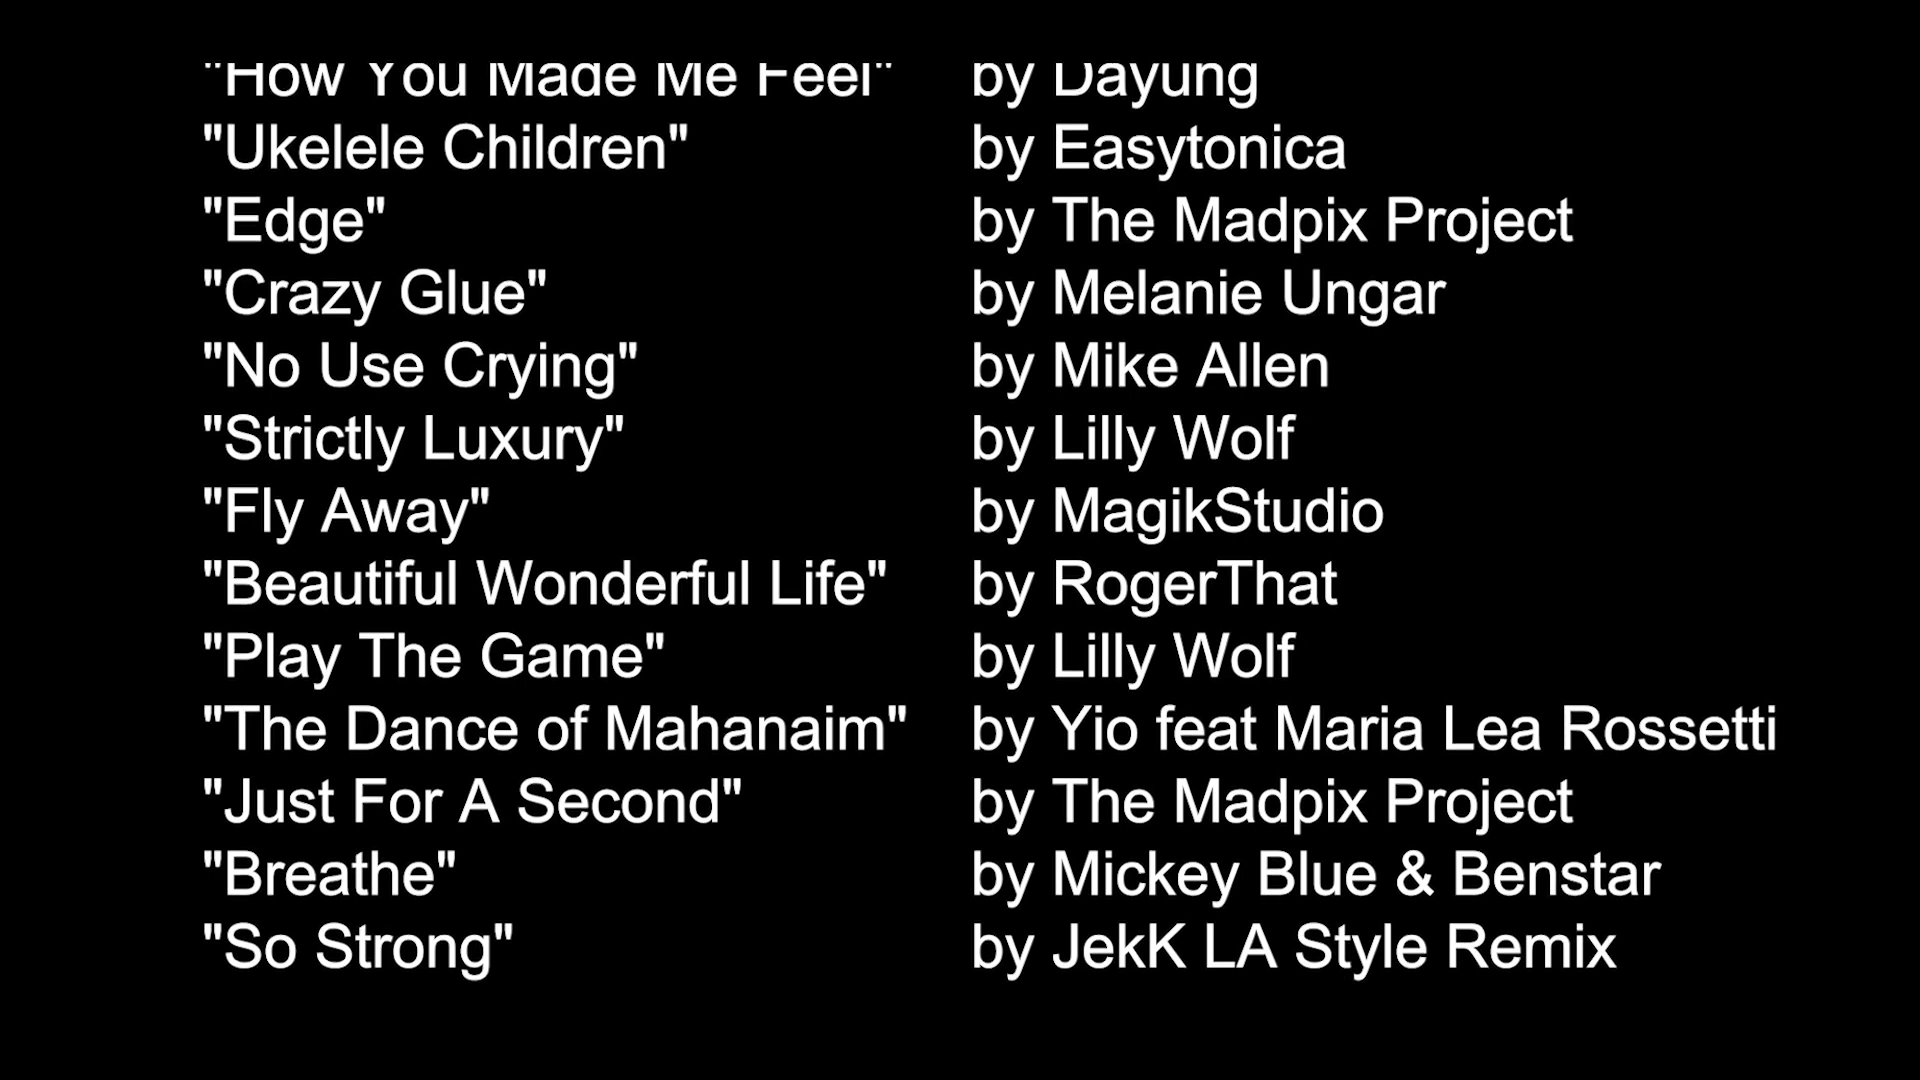 "How You Made Me Feel" by Dayung
"Ukelele Children" by Easytonica
"Edge" by The Madpix Project
"Crazy Glue" by Melanie Ungar
"No Use Crying" by Mike Allen
"Strictly Luxury" by Lilly Wolf
"Fly Away" by MagikStudio
"Beautiful Wonderful Life" by RogerThat
"Play The Game" by Lilly Wolf
"The Dance of Mahanaim" by Yio feat Maria Lea Rossetti
"Just For A Second" by The Madpix Project
"Breathe" by Mickey Blue & Benstar
"So Strong" by JekK LA Style Remix